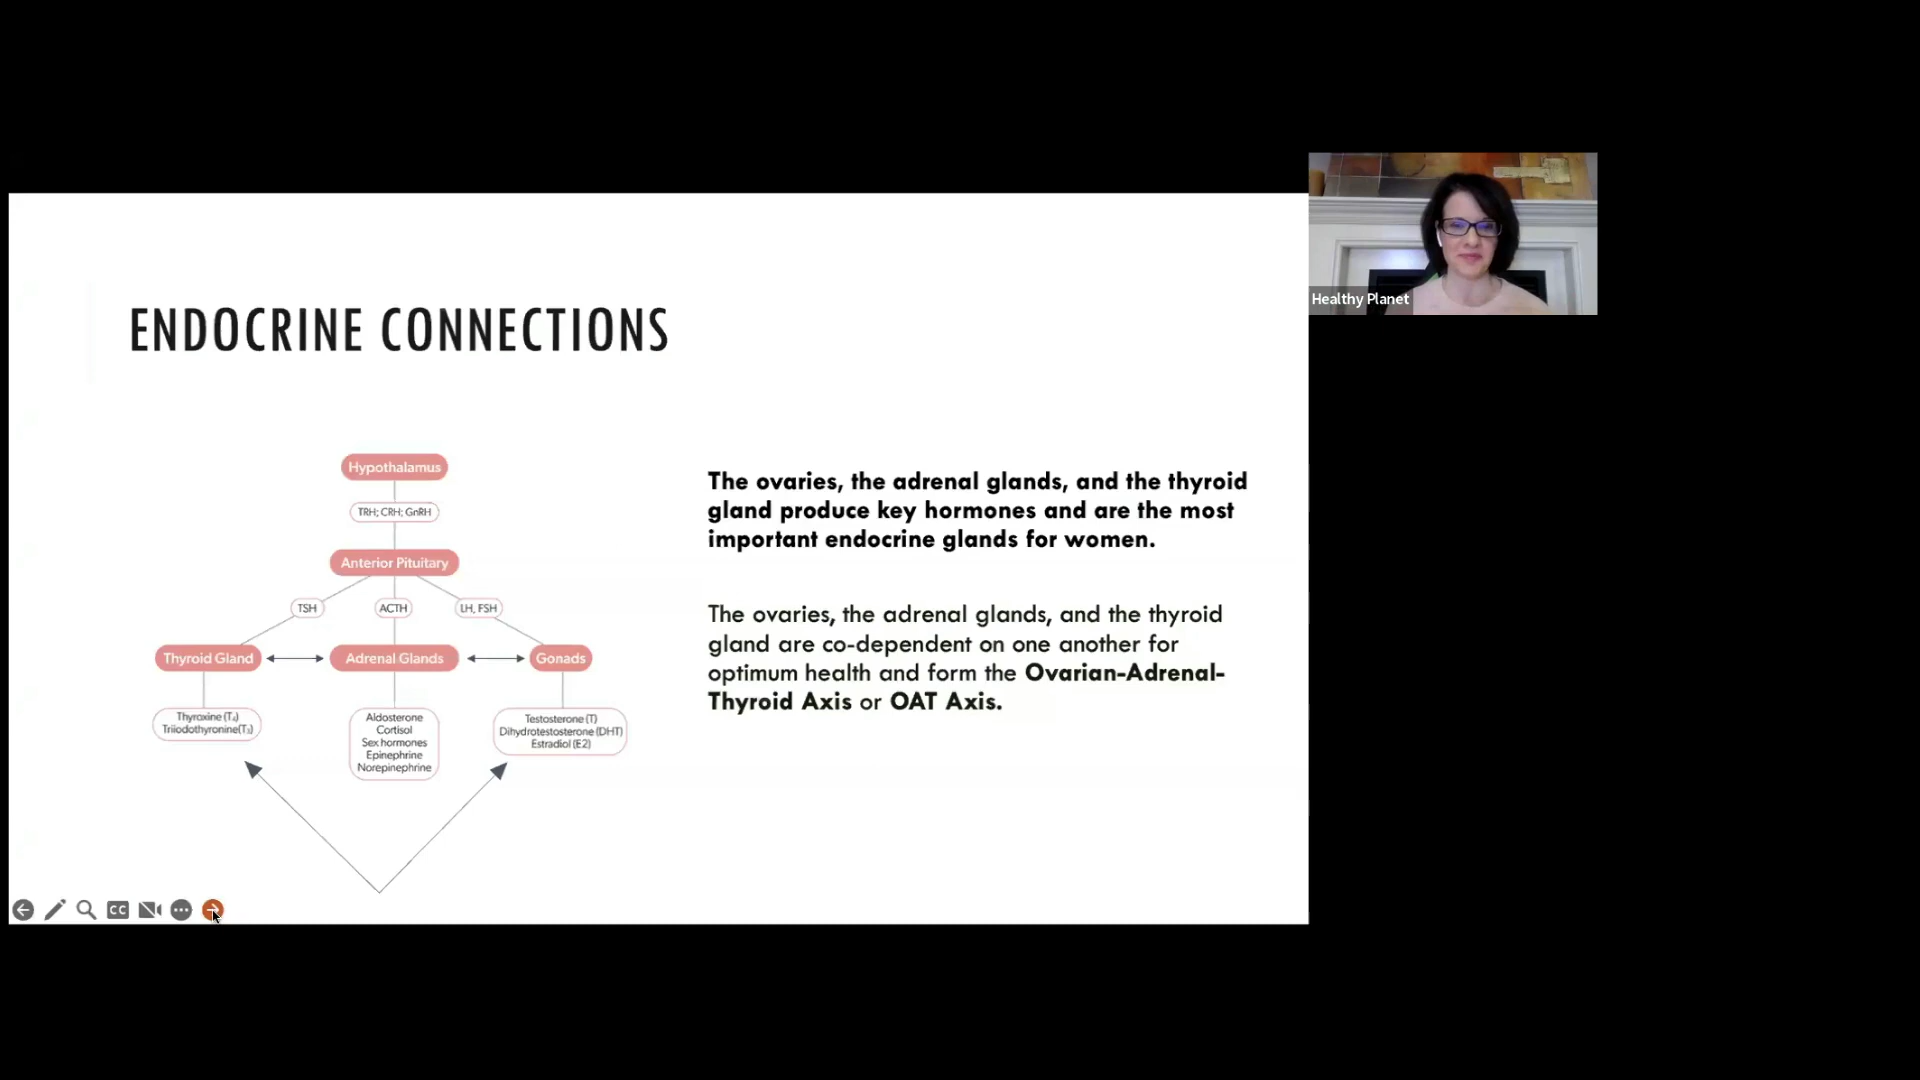 Healthy Planet
ENDOCRINE CONNECTIONS
Hypothalamus
TRH; CRH; GnRH
Anterior Pituitary
TSH
ACTH
LH, FSH
Thyroid Gland
Adrenal Glands
Gonads
Thyroxine (T₄)
Triiodothyronine(T₃)
Aldosterone
Cortisol
Sex hormones
Epinephrine
Norepinephrine
Testosterone (T)
Dihydrotestosterone (DHT)
Estradiol (E2)
The ovaries, the adrenal glands, and the thyroid
gland produce key hormones and are the most
important endocrine glands for women.
The ovaries, the adrenal glands, and the thyroid
gland are co-dependent on one another for
optimum health and form the Ovarian-Adrenal-
Thyroid Axis or OAT Axis.
CC